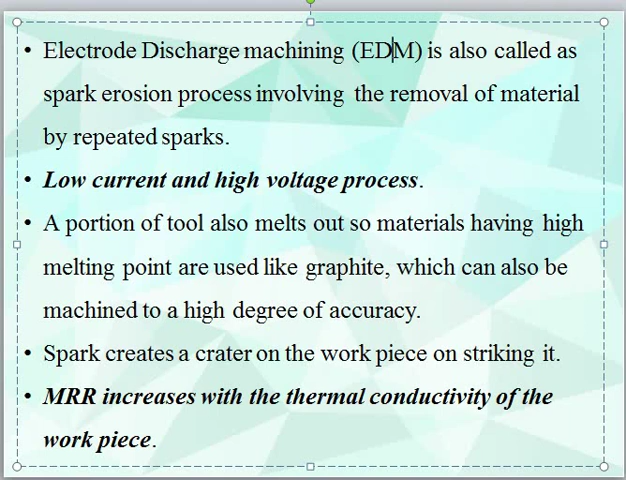 • Electrode Discharge machining (EDM) is also called as
spark erosion process involving the removal of material
by repeated sparks.
• Low current and high voltage process.
• A portion of tool also melts out so materials having high
melting point are used like graphite, which can also be
machined to a high degree of accuracy.
• Spark creates a crater on the work piece on striking it.
• MRR increases with the thermal conductivity of the
work piece.